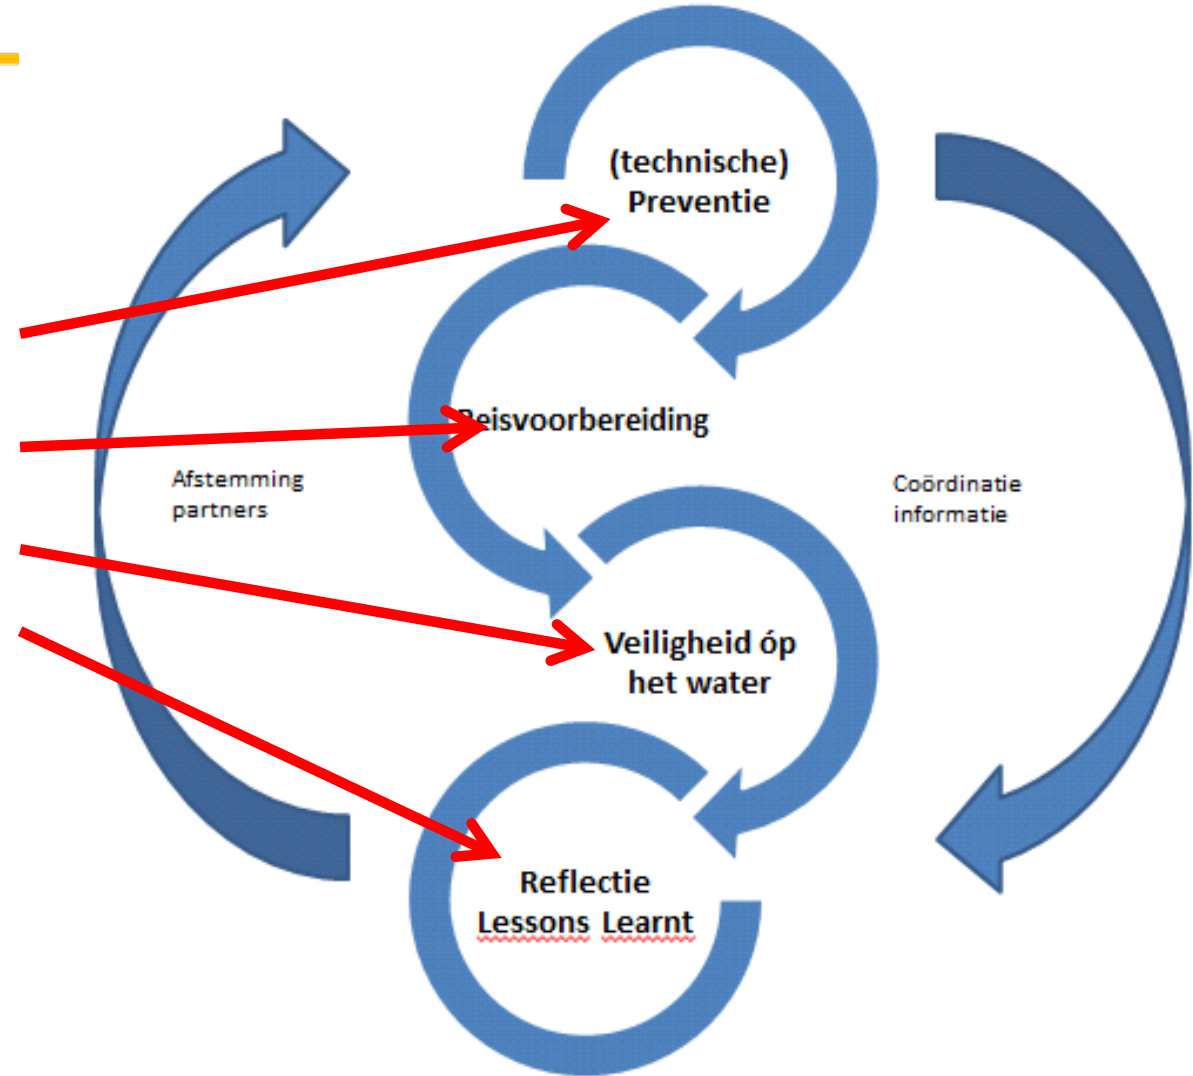 (technische)
Preventie
Reisvoorbereiding
Afstemming
partners
Coördinatie
informatie
Veiligheid óp
het water
Reflectie
Lessons Learnt